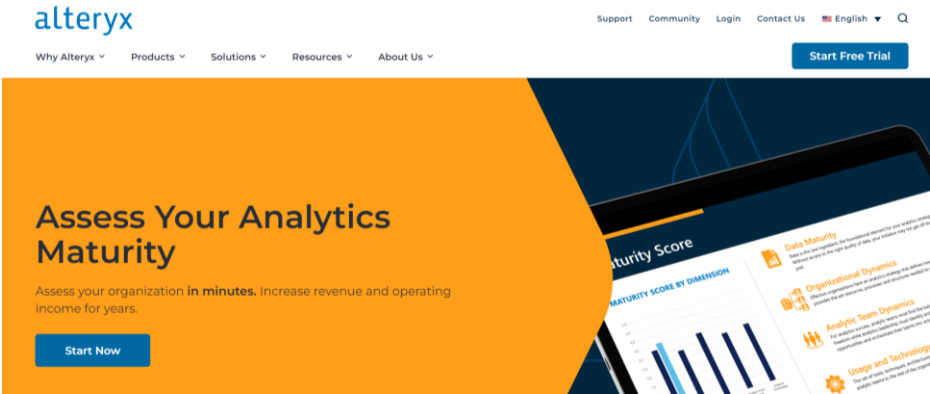 alteryx
Support Community Login Contact Us English
Why Alteryx Products Solutions Resources About Us
Start Free Trial
Assess Your Analytics
Maturity
Assess your organization in minutes. Increase revenue and operating
income for years.
Start Now
turity Score
MATURITY SCORE BY DIMENSION
Data Maturity
Organizational Dynamics
Analytic Team Dynamics
Usage and Technology